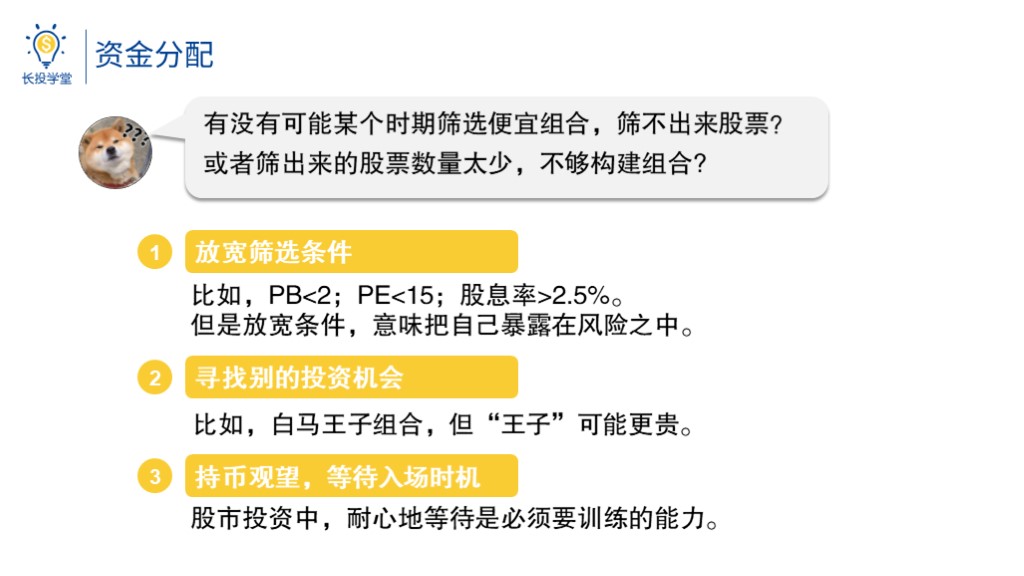 长投学堂
资金分配
???
有没有可能某个时期筛选便宜组合，筛不出来股票？
或者筛出来的股票数量太少，不够构建组合？
1 放宽筛选条件
比如，PB<2；PE<15；股息率>2.5%。
但是放宽条件，意味把自己暴露在风险之中。
2 寻找别的投资机会
比如，白马王子组合，但“王子”可能更贵。
3 持币观望，等待入场时机
股市投资中，耐心地等待是必须要训练的能力。